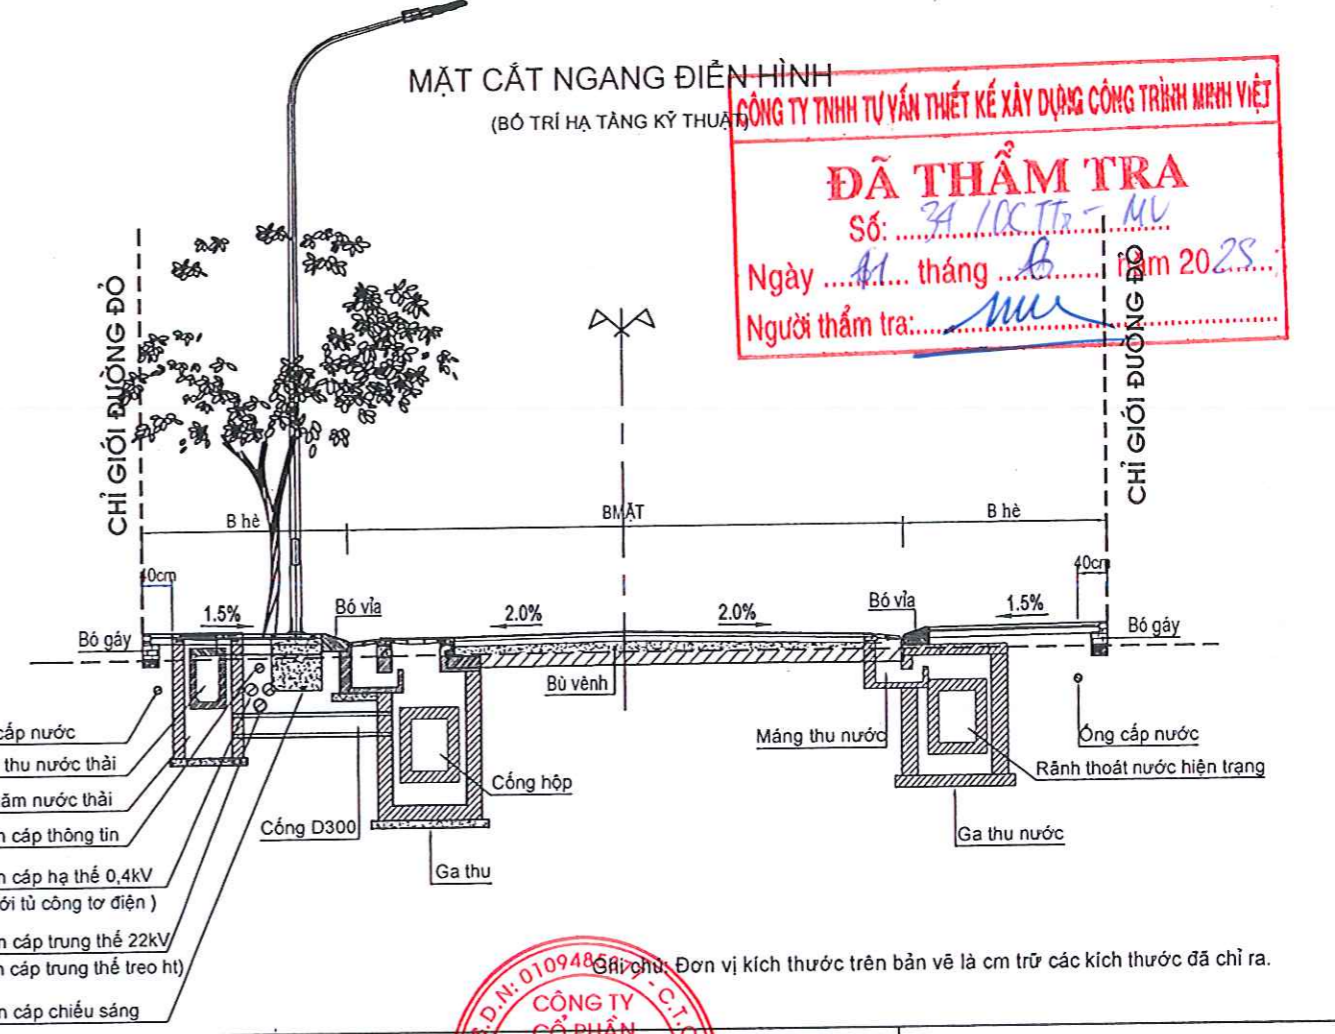 MẶT CẮT NGANG ĐIỂN HÌNH
(BỐ TRÍ HẠ TẦNG KỸ THUẬT)
CÔNG TY TNHH TƯ VẤN THIẾT KẾ XÂY DỰNG CÔNG TRÌNH MINH VIỆT
ĐÃ THẨM TRA
Số:
Ngày 11 tháng năm 2025
Người thẩm tra:
CHỈ GIỚI ĐƯỜNG ĐỎ
CHỈ GIỚI ĐƯỜNG ĐỎ
B hè
BMẶT
B hè
40cm
40cm
1.5%
Bó vỉa
2.0%
2.0%
Bó vỉa
1.5%
Bó gáy
Bó gáy
Bù vênh
cấp nước
thu nước thải
nước thải
cáp thông tin
cáp hạ thế 0,4kV
tủ công tơ điện )
cáp trung thế 22kV
cáp trung thế treo ht)
cáp chiếu sáng
Cống D300
Cống hộp
Ga thu
Máng thu nước
Ống cấp nước
Rãnh thoát nước hiện trạng
Ga thu nước
Ghi chú: Đơn vị kích thước trên bản vẽ là cm trữ các kích thước đã chỉ ra.
CÔNG TY
CỔ PHẦN